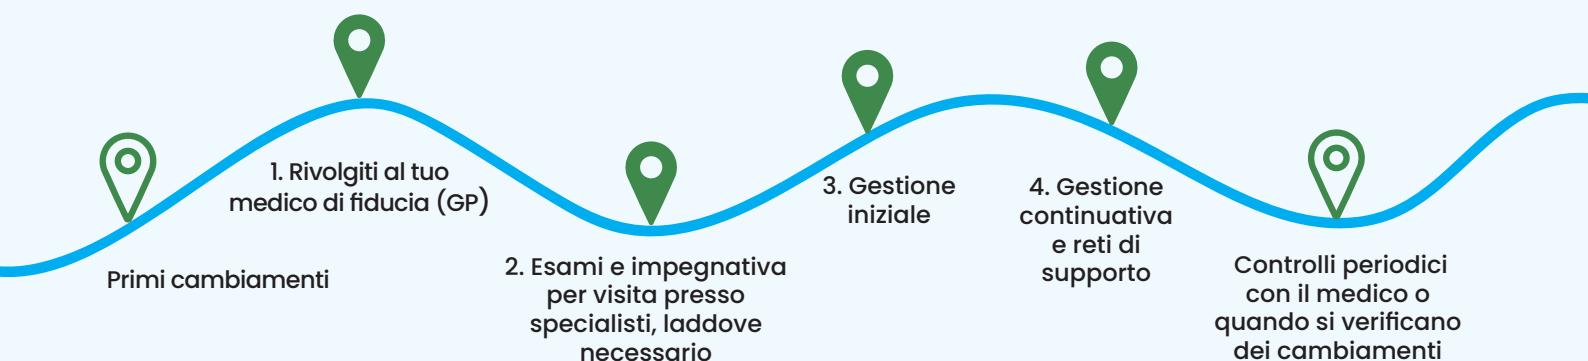 Primi cambiamenti
1. Rivolgiti al tuo
medico di fiducia (GP)
2. Esami e impegnativa
per visita presso
specialisti, laddove
necessario
3. Gestione
iniziale
4. Gestione
continuativa
e reti di
supporto
Controlli periodici
con il medico o
quando si verificano
dei cambiamenti